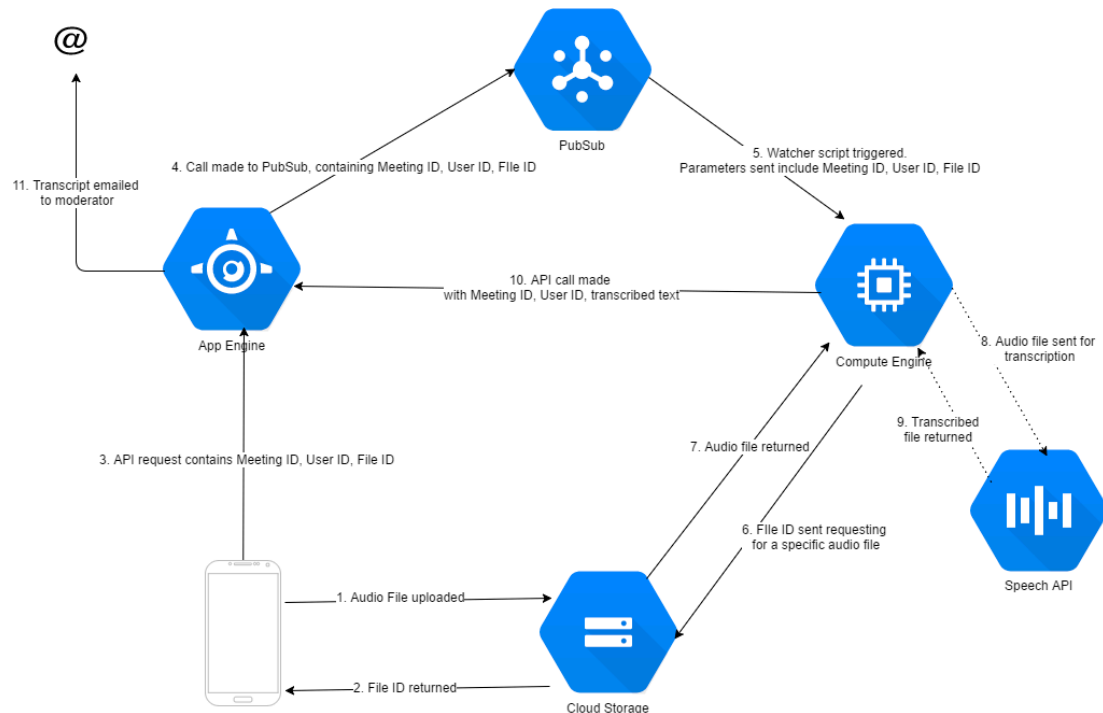 @
PubSub
4. Call made to PubSub, containing Meeting ID, User ID, FIle ID
5. Watcher script triggered.
Parameters sent include Meeting ID, User ID, File ID
11. Transcript emailed
to moderator
10. API call made
with Meeting ID, User ID, transcribed text
App Engine
Compute Engine
8. Audio file sent for
transcription
9. Transcribed
file returned
7. Audio file returned
3. API request contains Meeting ID, User ID, File ID
6. FIle ID sent requesting
for a specific audio file
Speech API
1. Audio File uploaded
2. File ID returned
Cloud Storage